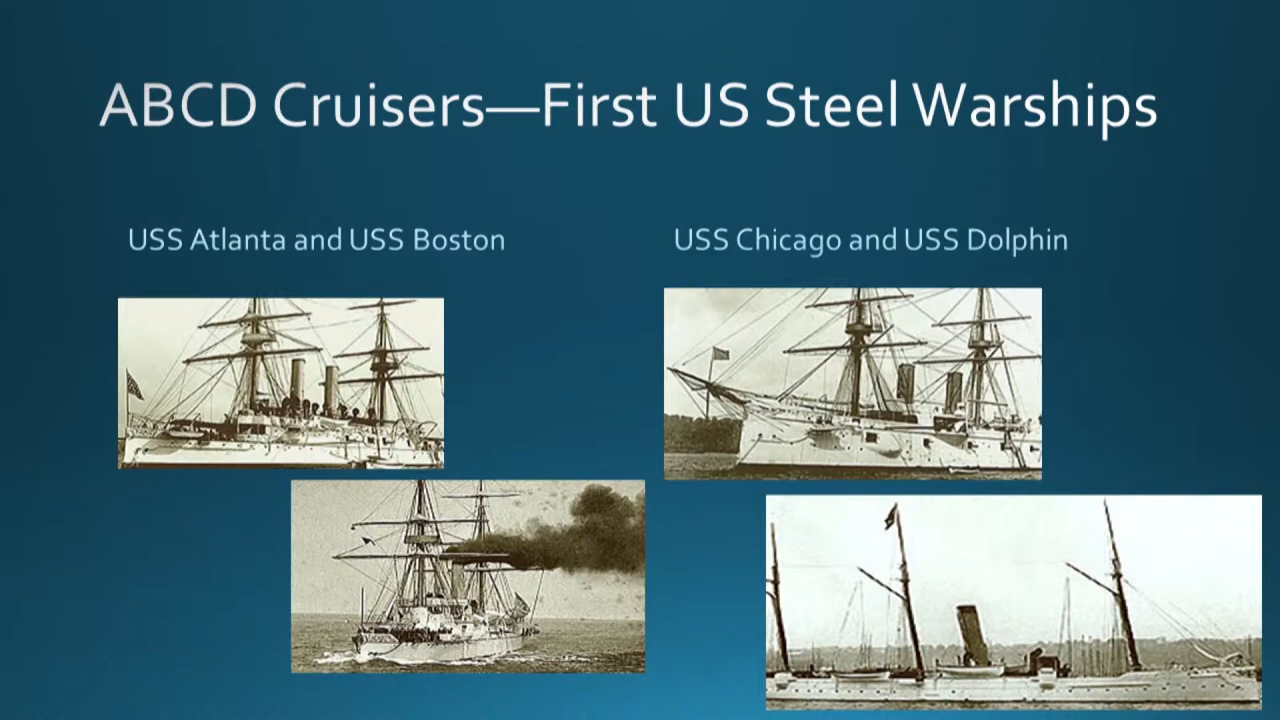 ABCD Cruisers—First US Steel Warships
USS Atlanta and USS Boston
USS Chicago and USS Dolphin